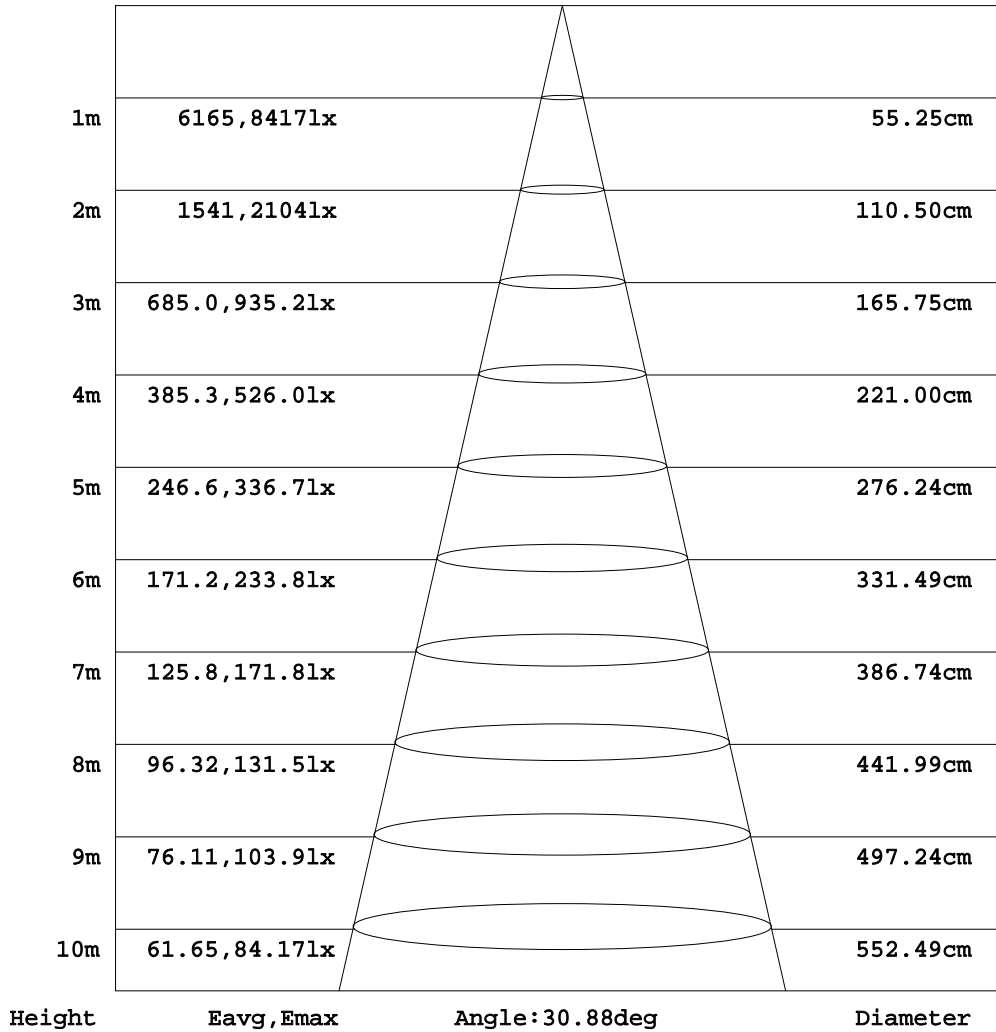 1m 6165,8417lx 55.25cm
2m 1541,2104lx 110.50cm
3m 685.0,935.2lx 165.75cm
4m 385.3,526.0lx 221.00cm
5m 246.6,336.7lx 276.24cm
6m 171.2,233.8lx 331.49cm
7m 125.8,171.8lx 386.74cm
8m 96.32,131.5lx 441.99cm
9m 76.11,103.9lx 497.24cm
10m 61.65,84.17lx 552.49cm
Height Eavg,Emax Angle:30.88deg Diameter